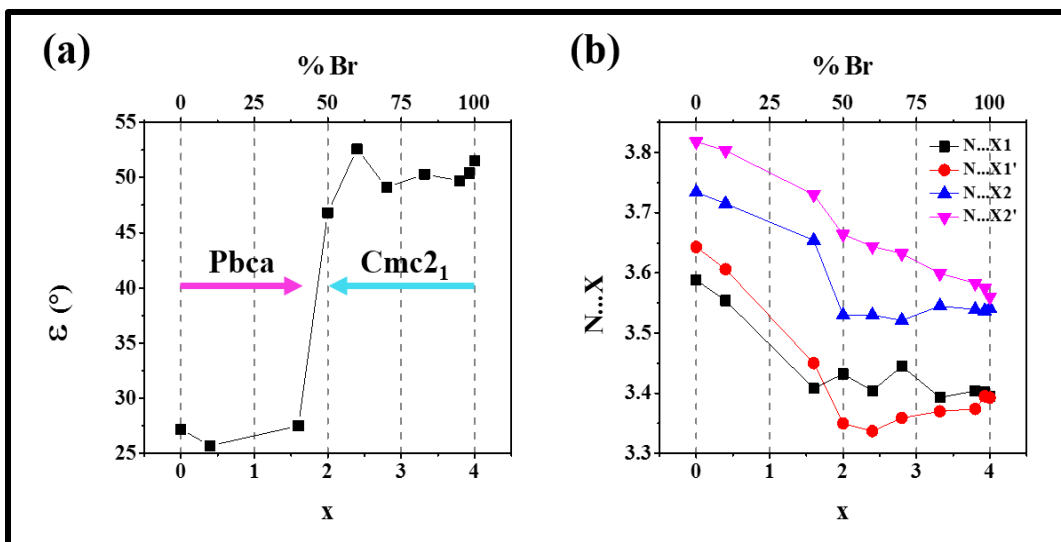 (a)
% Br
0 25 50 75 100
55
50
45
40
35
30
25
ε (°)
Pbca
Cmc2₁
0 1 2 3 4
x
(b)
% Br
0 25 50 75 100
N...X1
N...X1'
N...X2
N...X2'
3.8
3.7
3.6
3.5
3.4
3.3
N...X
0 1 2 3 4
x